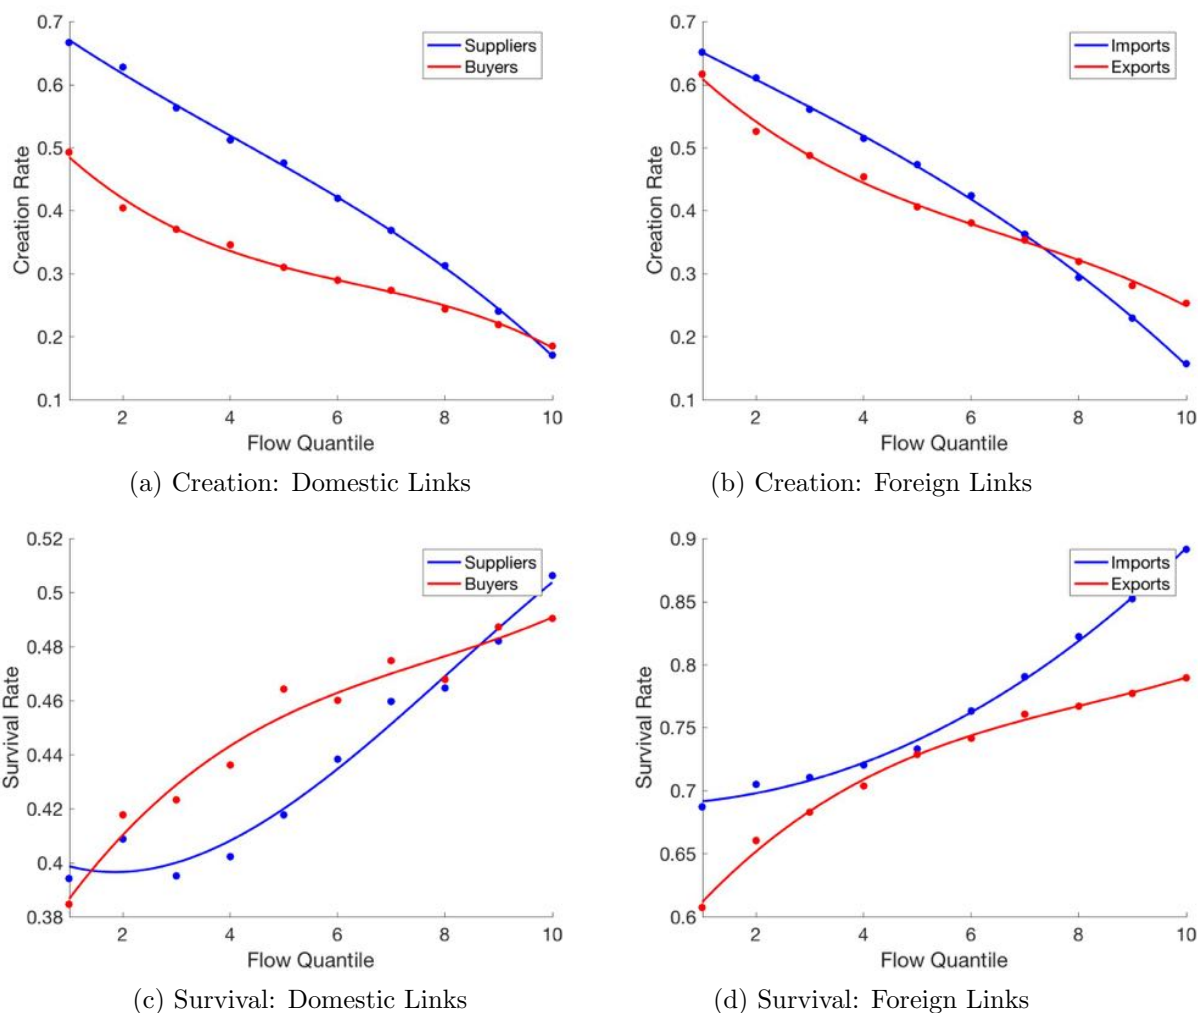 0.7
0.6
0.5
0.4
0.3
0.2
0.1
Creation Rate
Suppliers
Buyers
2 4 6 8 10
Flow Quantile
(a) Creation: Domestic Links
0.7
0.6
0.5
0.4
0.3
0.2
0.1
Creation Rate
Imports
Exports
2 4 6 8 10
Flow Quantile
(b) Creation: Foreign Links
0.52
0.5
0.48
0.46
0.44
0.42
0.4
0.38
Survival Rate
Suppliers
Buyers
2 4 6 8 10
Flow Quantile
(c) Survival: Domestic Links
0.9
0.85
0.8
0.75
0.7
0.65
0.6
Survival Rate
Imports
Exports
2 4 6 8 10
Flow Quantile
(d) Survival: Foreign Links